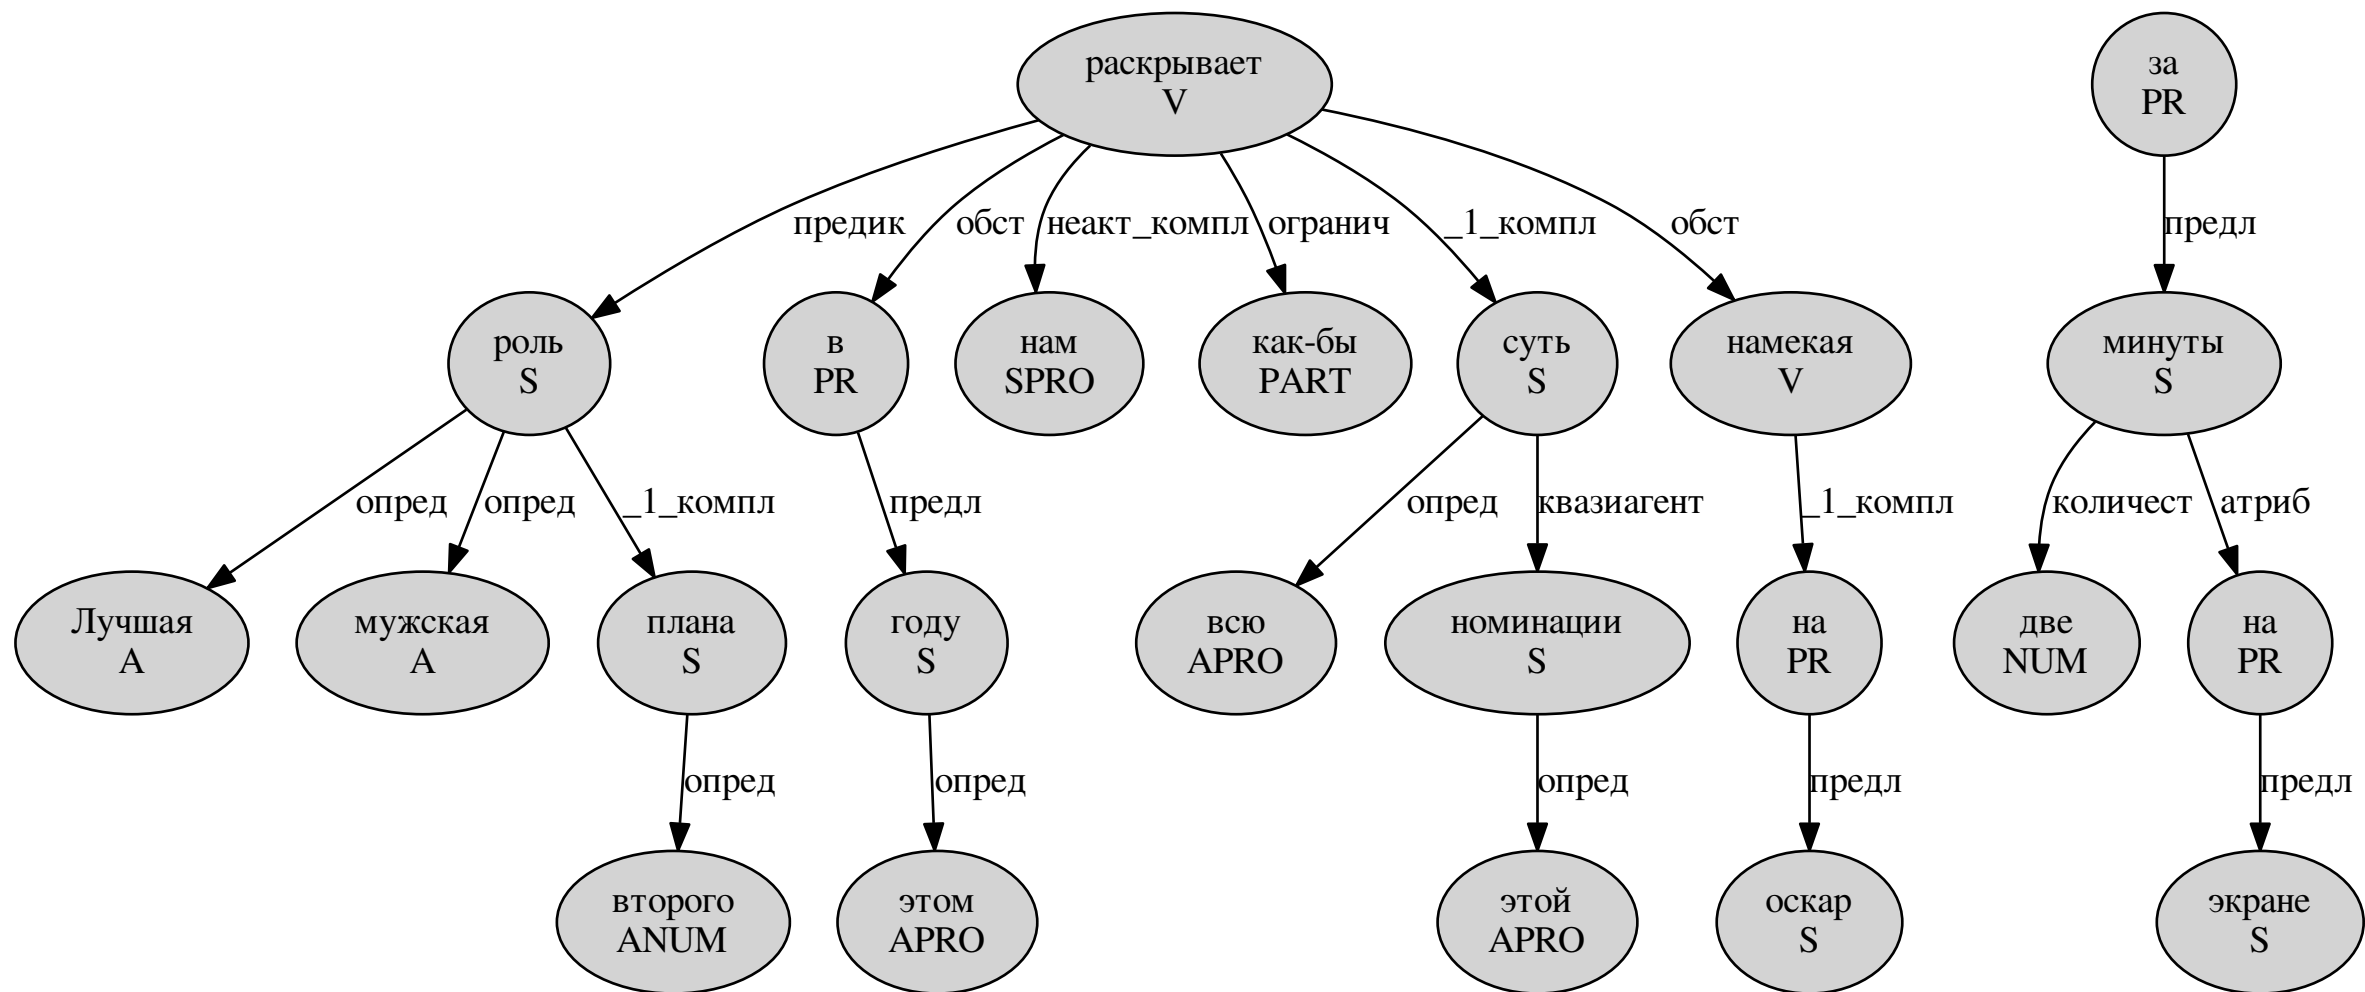 раскрывает
V
за
PR
предик
обст
неакт_компл
огранич
_1_компл
обст
предл
роль
S
в
PR
нам
SPRO
как-бы
PART
суть
S
намекая
V
минуты
S
опред
опред
_1_компл
предл
опред
квазиагент
_1_компл
количест
атриб
Лучшая
A
мужская
A
плана
S
году
S
всю
APRO
номинации
S
на
PR
две
NUM
на
PR
опред
опред
опред
предл
предл
второго
ANUM
этом
APRO
этой
APRO
оскар
S
экране
S